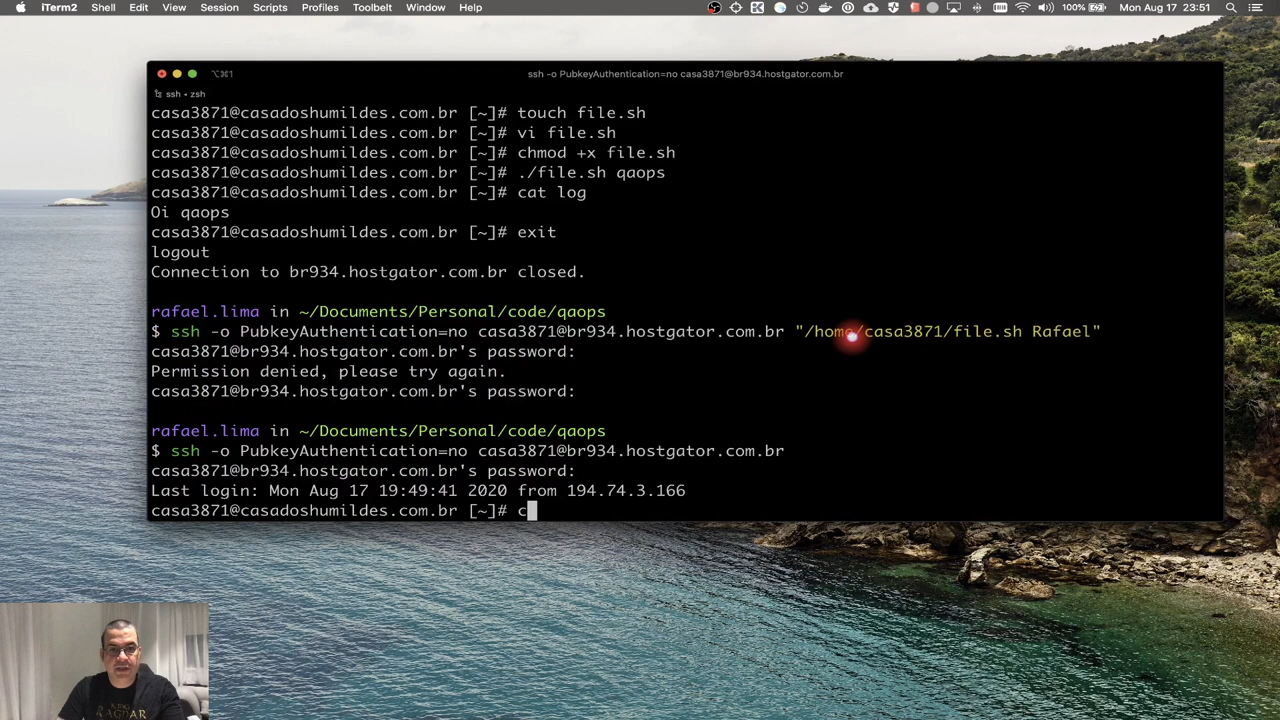 iTerm2 Shell Edit View Session Scripts Profiles Toolbelt Window Help 100% Mon Aug 17 23:51
⌥⌘1 ssh -o PubkeyAuthentication=no casa3871@br934.hostgator.com.br
ssh • zsh
casa3871@casadoshumildes.com.br [~]# touch file.sh
casa3871@casadoshumildes.com.br [~]# vi file.sh
casa3871@casadoshumildes.com.br [~]# chmod +x file.sh
casa3871@casadoshumildes.com.br [~]# ./file.sh qaops
casa3871@casadoshumildes.com.br [~]# cat log
Oi qaops
casa3871@casadoshumildes.com.br [~]# exit
logout
Connection to br934.hostgator.com.br closed.
rafael.lima in ~/Documents/Personal/code/qaops
$ ssh -o PubkeyAuthentication=no casa3871@br934.hostgator.com.br "/home/casa3871/file.sh Rafael"
casa3871@br934.hostgator.com.br's password:
Permission denied, please try again.
casa3871@br934.hostgator.com.br's password:
rafael.lima in ~/Documents/Personal/code/qaops
$ ssh -o PubkeyAuthentication=no casa3871@br934.hostgator.com.br
casa3871@br934.hostgator.com.br's password:
Last login: Mon Aug 17 19:49:41 2020 from 194.74.3.166
casa3871@casadoshumildes.com.br [~]# c
RAGNAR